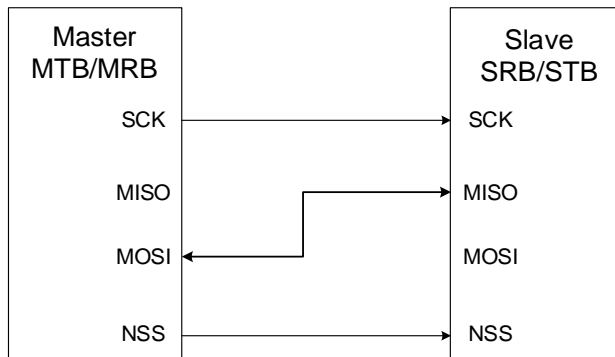 Master
MTB/MRB
Slave
SRB/STB
SCK
SCK
MISO
MISO
MOSI
MOSI
NSS
NSS